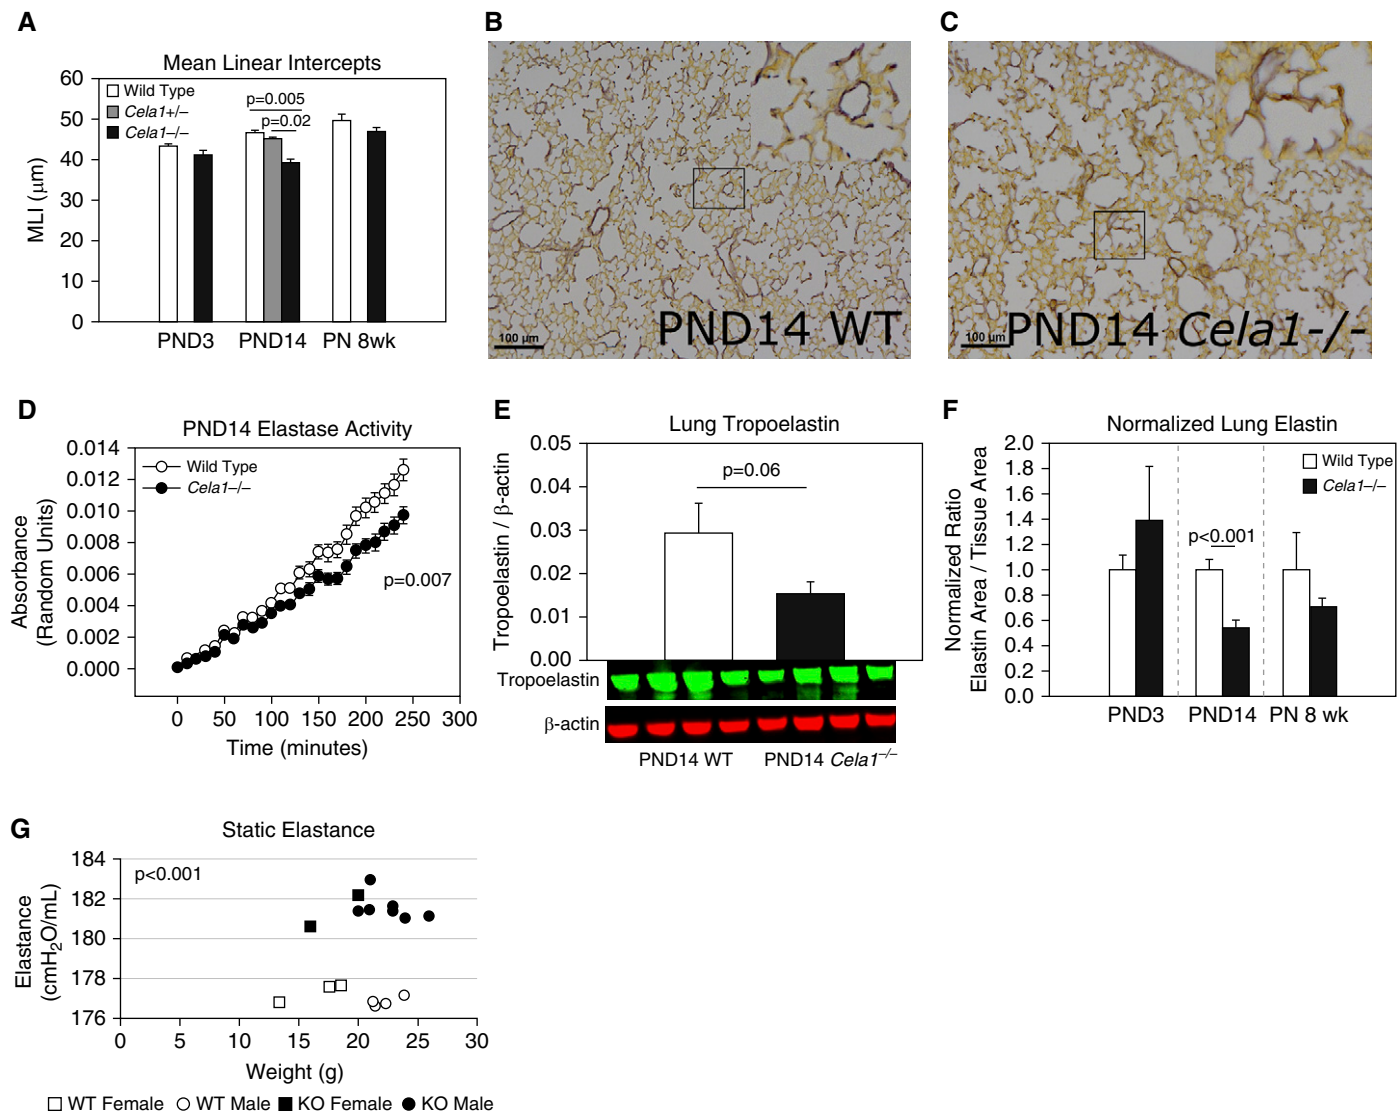 A
Mean Linear Intercepts
MLI (μm)
60
50
40
30
20
10
0
Wild Type
Cela1+/–
Cela1–/–
p=0.005
p=0.02
PND3
PND14
PN 8wk
B
100 μm
PND14 WT
C
100 μm
PND14 Cela1-/-
D
PND14 Elastase Activity
Absorbance
(Random Units)
0.014
0.012
0.010
0.008
0.006
0.004
0.002
0.000
Wild Type
Cela1–/–
p=0.007
0 50 100 150 200 250 300
Time (minutes)
E
Lung Tropoelastin
Tropoelastin / β-actin
0.05
0.04
0.03
0.02
0.01
0.00
p=0.06
Tropoelastin
β-actin
PND14 WT
PND14 Cela1–/–
F
Normalized Lung Elastin
Normalized Ratio
Elastin Area / Tissue Area
2.0
1.8
1.6
1.4
1.2
1.0
0.8
0.6
0.4
0.2
0.0
Wild Type
Cela1–/–
p<0.001
PND3
PND14
PN 8 wk
G
Static Elastance
Elastance
(cmH2O/mL)
184
182
180
178
176
p<0.001
0 5 10 15 20 25 30
Weight (g)
WT Female WT Male KO Female KO Male